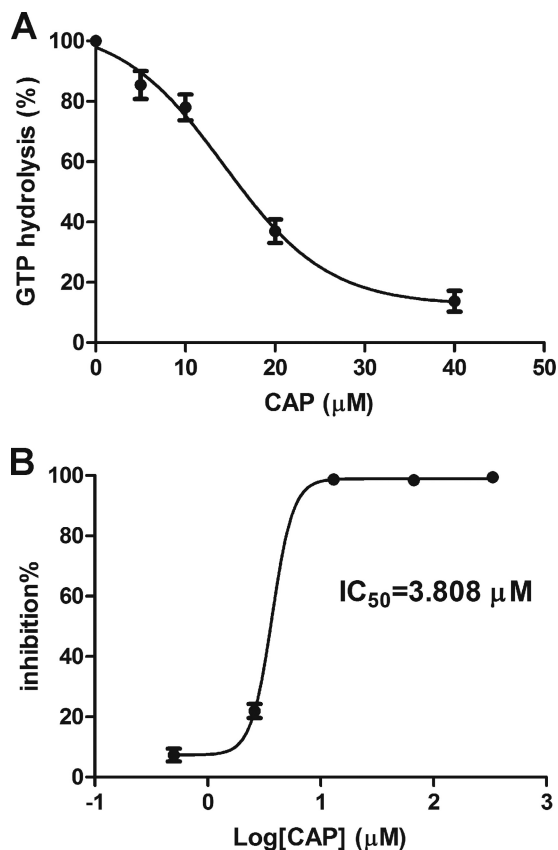 A
GTP hydrolysis (%)
100
80
60
40
20
0
0 10 20 30 40 50
CAP (μM)
B
inhibition%
100
80
60
40
20
0
IC50=3.808 μM
-1 0 1 2 3
Log[CAP] (μM)